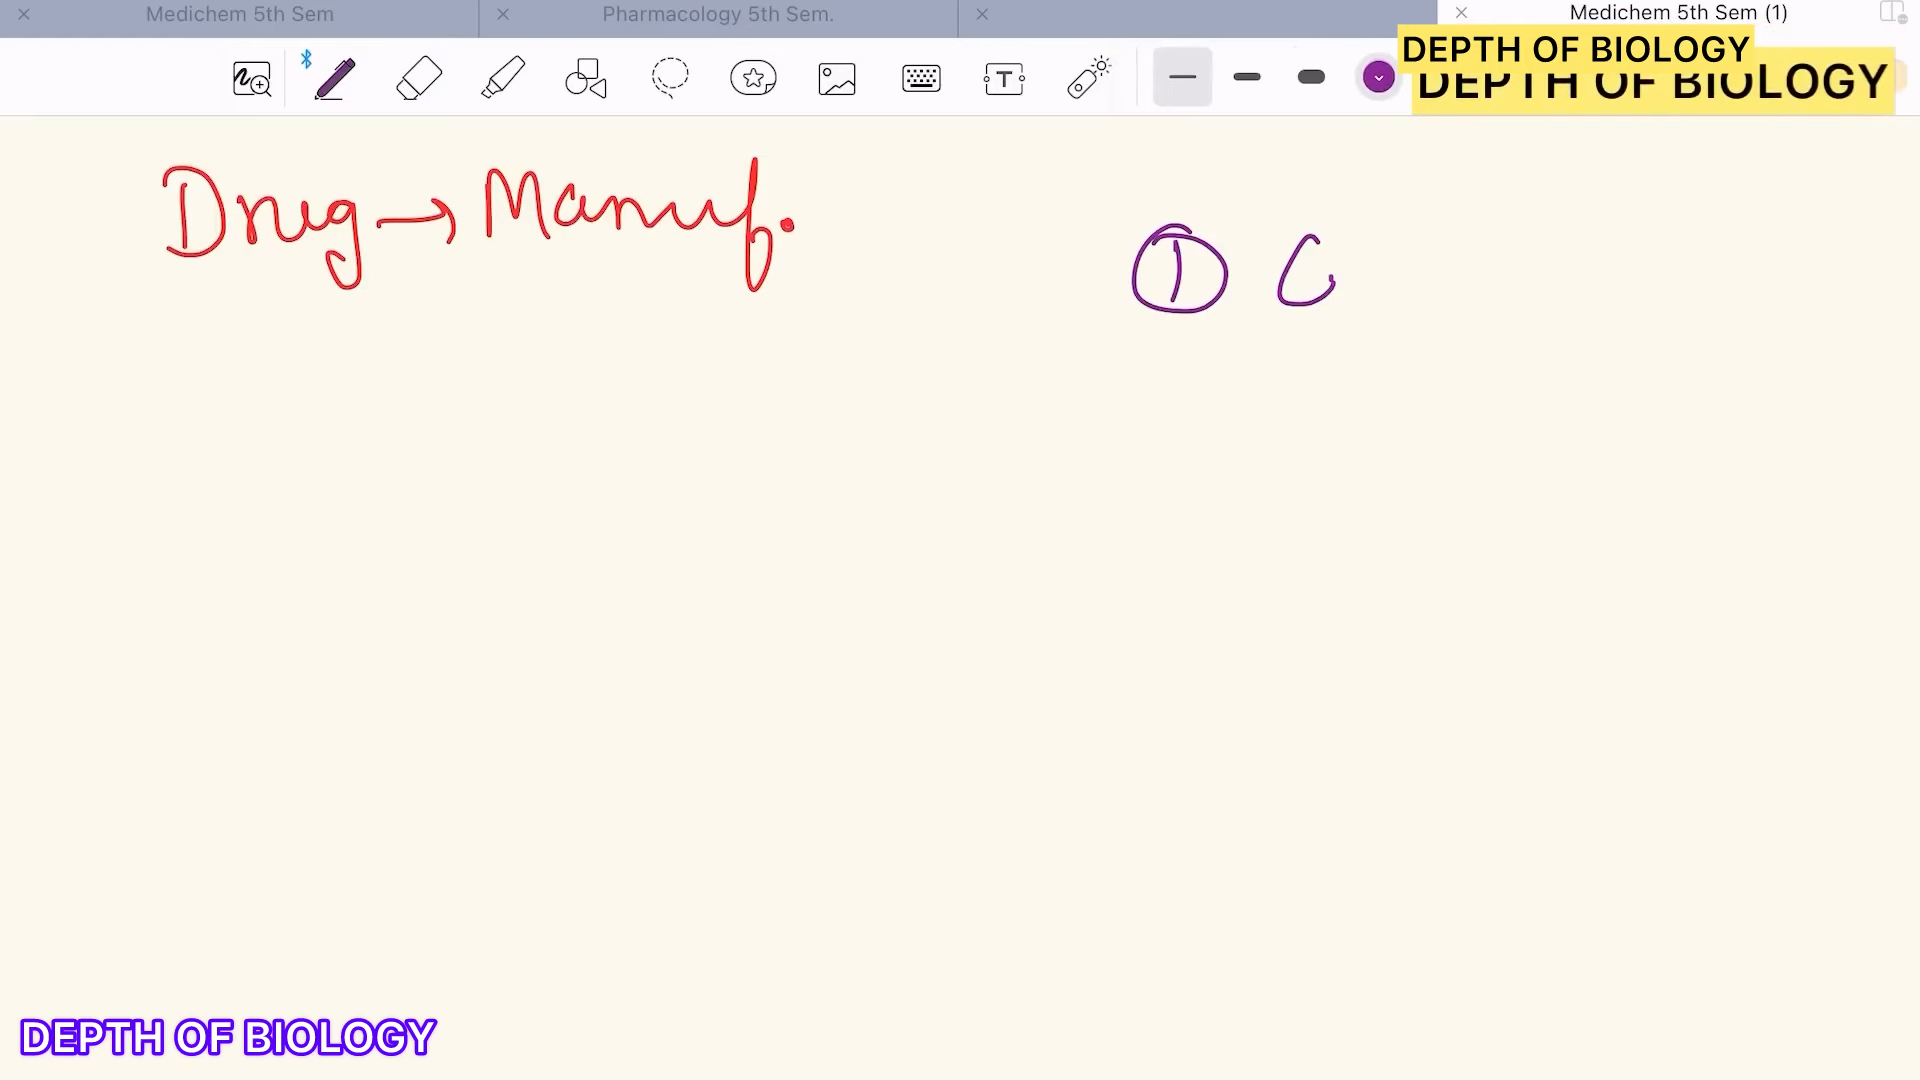 Medichem 5th Sem
Pharmacology 5th Sem.
Medichem 5th Sem (1)
DEPTH OF BIOLOGY
DEPTH OF BIOLOGY
Drug → Manuf.
① C
DEPTH OF BIOLOGY